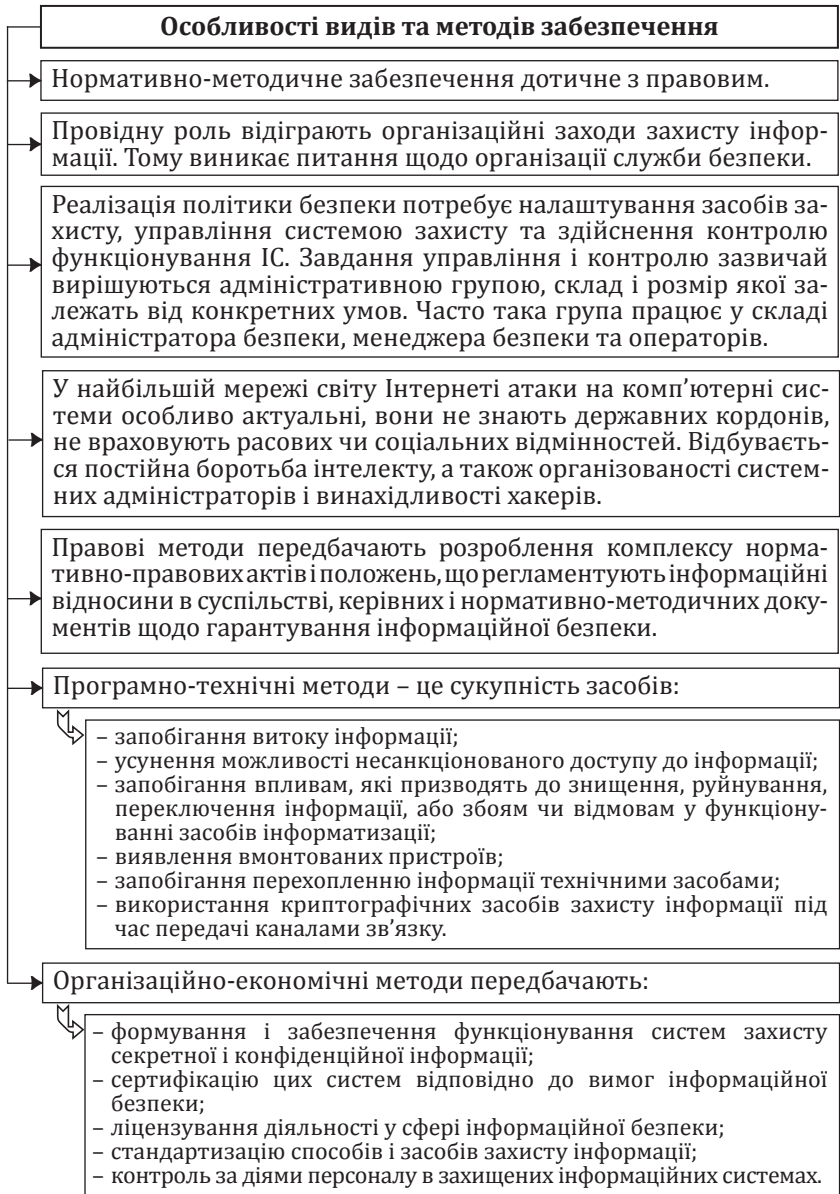 Особливості видів та методів забезпечення
Нормативно-методичне забезпечення дотичне з правовим.
Провідну роль відіграють організаційні заходи захисту інфор-
мації. Тому виникає питання щодо організації служби безпеки.
Реалізація політики безпеки потребує налаштування засобів за-
хисту, управління системою захисту та здійснення контролю
функціонування ІС. Завдання управління і контролю зазвичай
вирішуються адміністративною групою, склад і розмір якої за-
лежать від конкретних умов. Часто така група працює у складі
адміністратора безпеки, менеджера безпеки та операторів.
У найбільшій мережі світу Інтернеті атаки на комп’ютерні сис-
теми особливо актуальні, вони не знають державних кордонів,
не враховують расових чи соціальних відмінностей. Відбуваєть-
ся постійна боротьба інтелекту, а також організованості систем-
них адміністраторів і винахідливості хакерів.
Правові методи передбачають розроблення комплексу норма-
тивно-правових актів і положень, що регламентують інформаційні
відносини в суспільстві, керівних і нормативно-методичних доку-
ментів щодо гарантування інформаційної безпеки.
Програмно-технічні методи – це сукупність засобів:
– запобігання витоку інформації;
– усунення можливості несанкціонованого доступу до інформації;
– запобігання впливам, які призводять до знищення, руйнування,
переключення інформації, або збоям чи відмовам у функціону-
ванні засобів інформатизації;
– виявлення вмонтованих пристроїв;
– запобігання перехопленню інформації технічними засобами;
– використання криптографічних засобів захисту інформації під
час передачі каналами зв’язку.
Організаційно-економічні методи передбачають:
– формування і забезпечення функціонування систем захисту
секретної і конфіденційної інформації;
– сертифікацію цих систем відповідно до вимог інформаційної
безпеки;
– ліцензування діяльності у сфері інформаційної безпеки;
– стандартизацію способів і засобів захисту інформації;
– контроль за діями персоналу в захищених інформаційних системах.